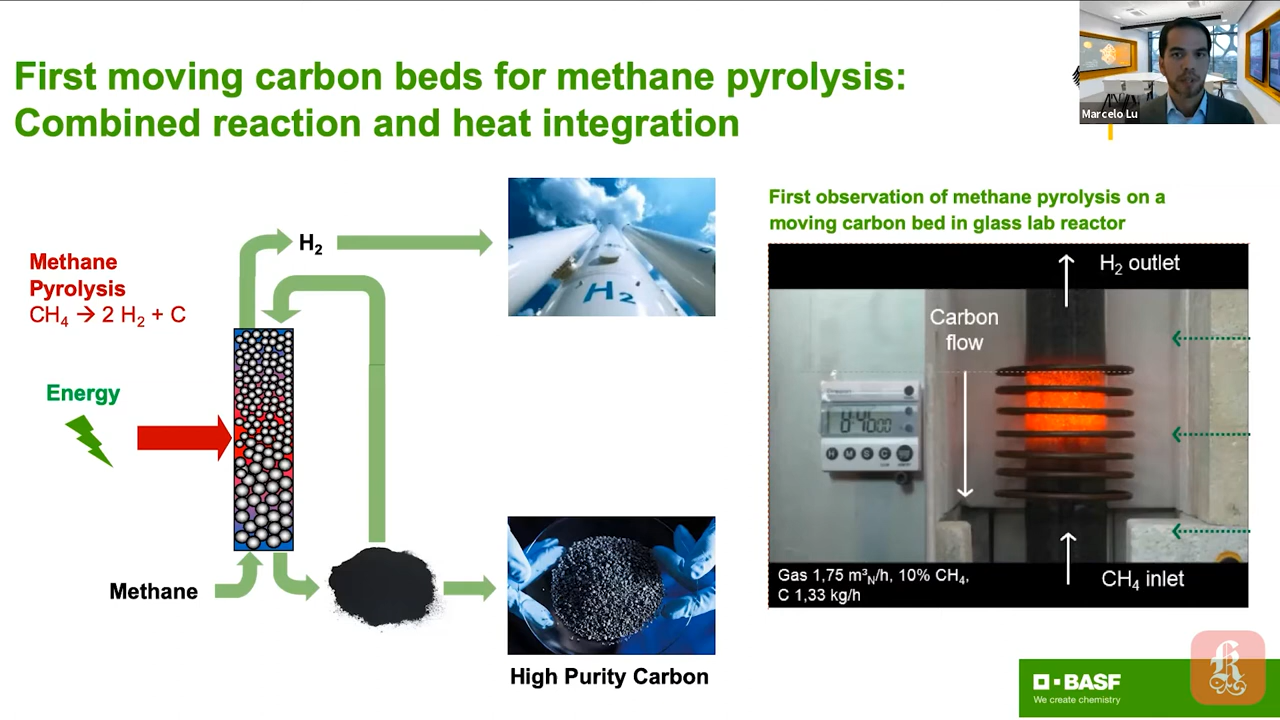 First moving carbon beds for methane pyrolysis:
Combined reaction and heat integration
Marcelo Lu
Methane
Pyrolysis
CH₄ → 2 H₂ + C
H₂
H₂
Energy
Methane
High Purity Carbon
First observation of methane pyrolysis on a
moving carbon bed in glass lab reactor
H₂ outlet
Carbon
flow
H M S C
CH₄ inlet
Gas 1,75 m³ₙ/h, 10% CH₄,
C 1,33 kg/h
BASF
We create chemistry